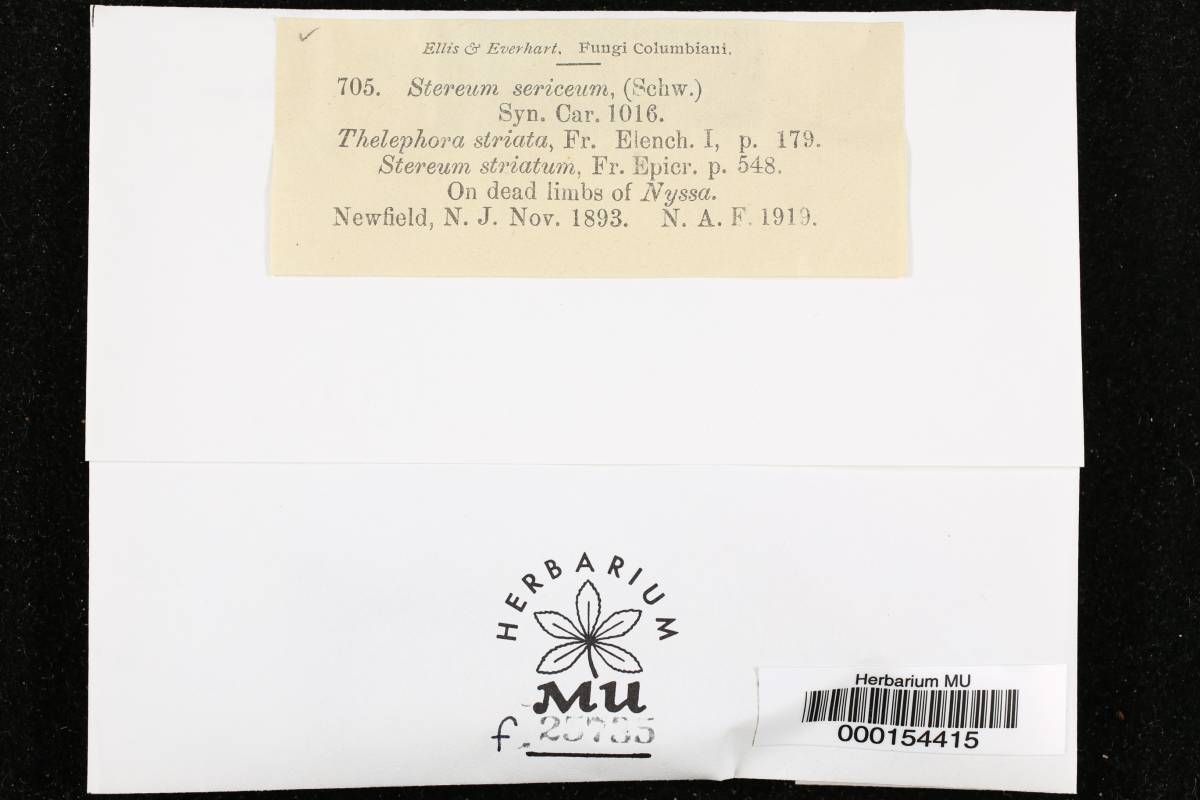 Ellis & Everhart. Fungi Columbiani.
705. Stereum sericeum, (Schw.)
Syn. Car. 1016.
Thelephora striata, Fr. Elench. I, p. 179.
Stereum striatum, Fr. Epicr. p. 548.
On dead limbs of Nyssa.
Newfield, N. J. Nov. 1893. N. A. F. 1919.
HERBARIUM
MU
f. 25735
Herbarium MU
000154415